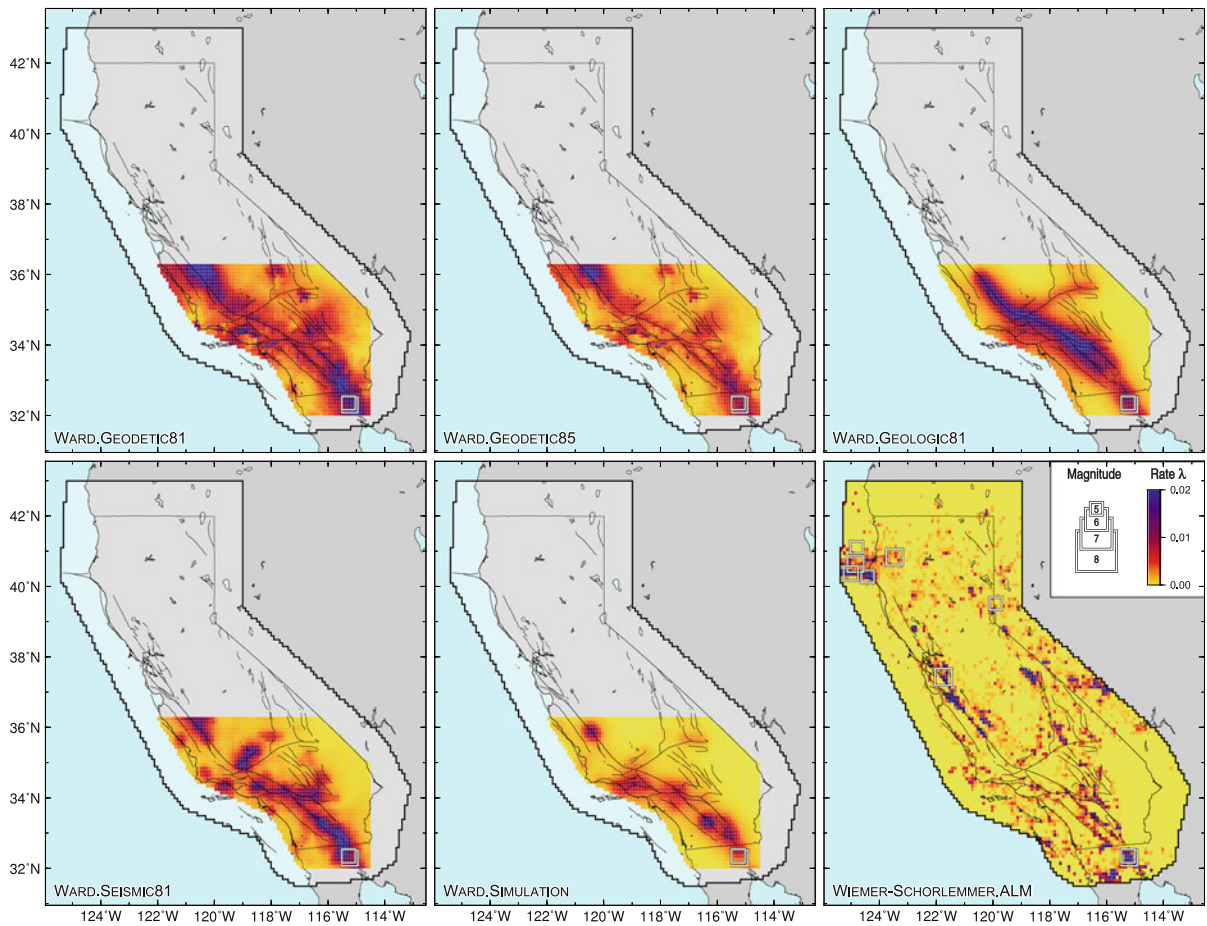 42°N
40°N
38°N
36°N
34°N
32°N
WARD.GEODETIC81
WARD.GEODETIC85
WARD.GEOLOGIC81
42°N
40°N
38°N
36°N
34°N
32°N
WARD.SEISMIC81
WARD.SIMULATION
WIEMER-SCHORLEMMER.ALM
Magnitude
5
6
7
8
Rate λ
0.02
0.01
0.00
124°W 122°W 120°W 118°W 116°W 114°W
124°W 122°W 120°W 118°W 116°W 114°W
124°W 122°W 120°W 118°W 116°W 114°W